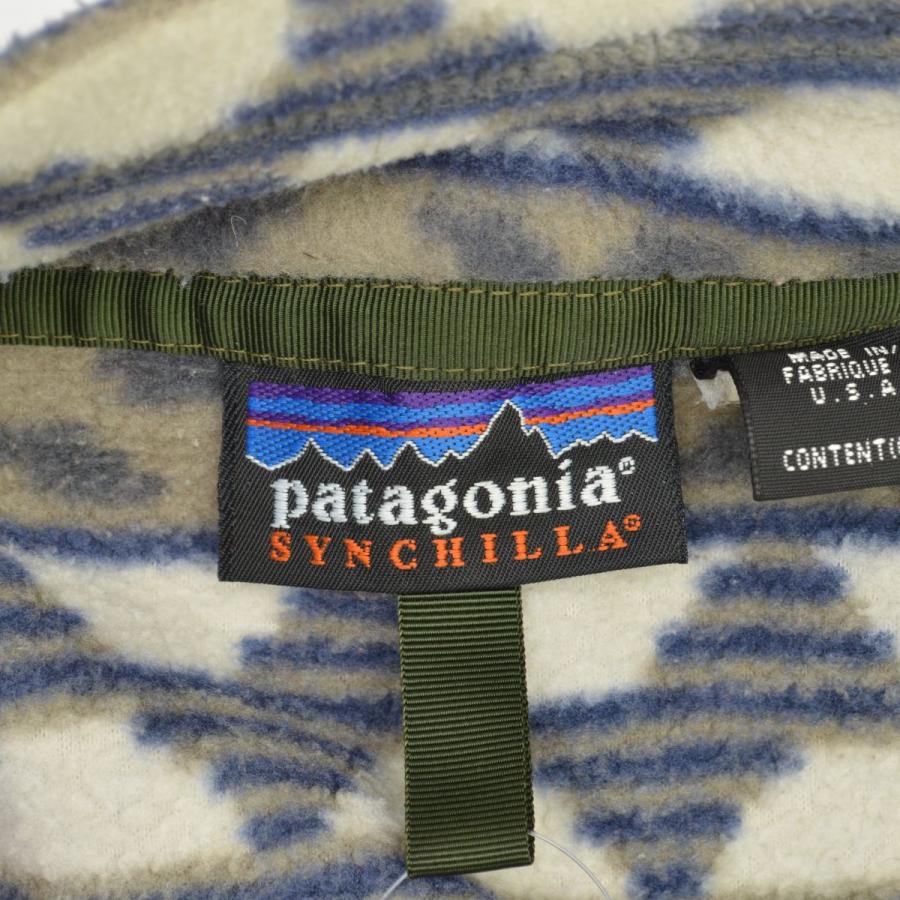 patagonia®
SYNCHILLA®
MADE IN/
FABRIQUE
U.S.A
CONTENT(